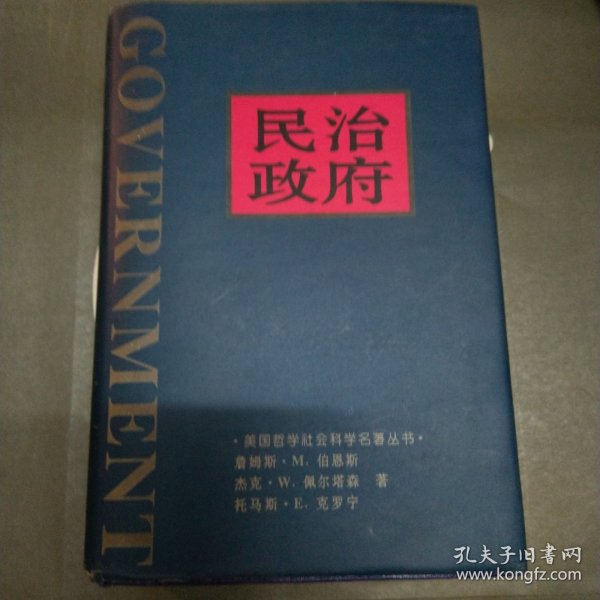 GOVERNMENT
民治
政府
·美国哲学社会科学名著丛书·
詹姆斯·M.伯恩斯
杰克·W.佩尔塔森 著
托马斯·E.克罗宁
孔夫子旧书网
www.kongfz.com